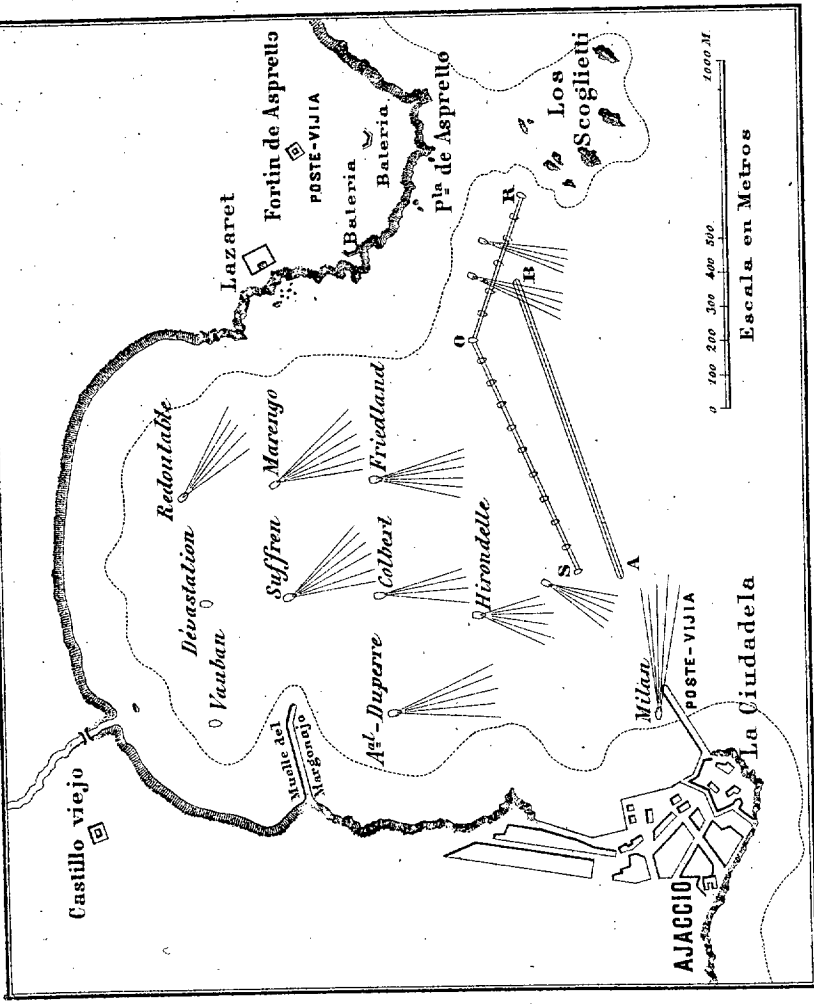 Castillo viejo
Muelle del
Margonajo
Vauban
Dévastation
Redoutable
Lazaret
Fortin de Asprello
POSTE-VIJIA
Bateria
Bateria
Pta de Asprello
Los
Scoglietti
Suffren
Marengo
Aal-Duperre
Colbert
Friedland
Hirondelle
S
O
R
A
B
Milan
POSTE-VIJIA
La Ciudadela
AJACCIO
0 100 200 300 400 500 1000 M.
Escala en Metros